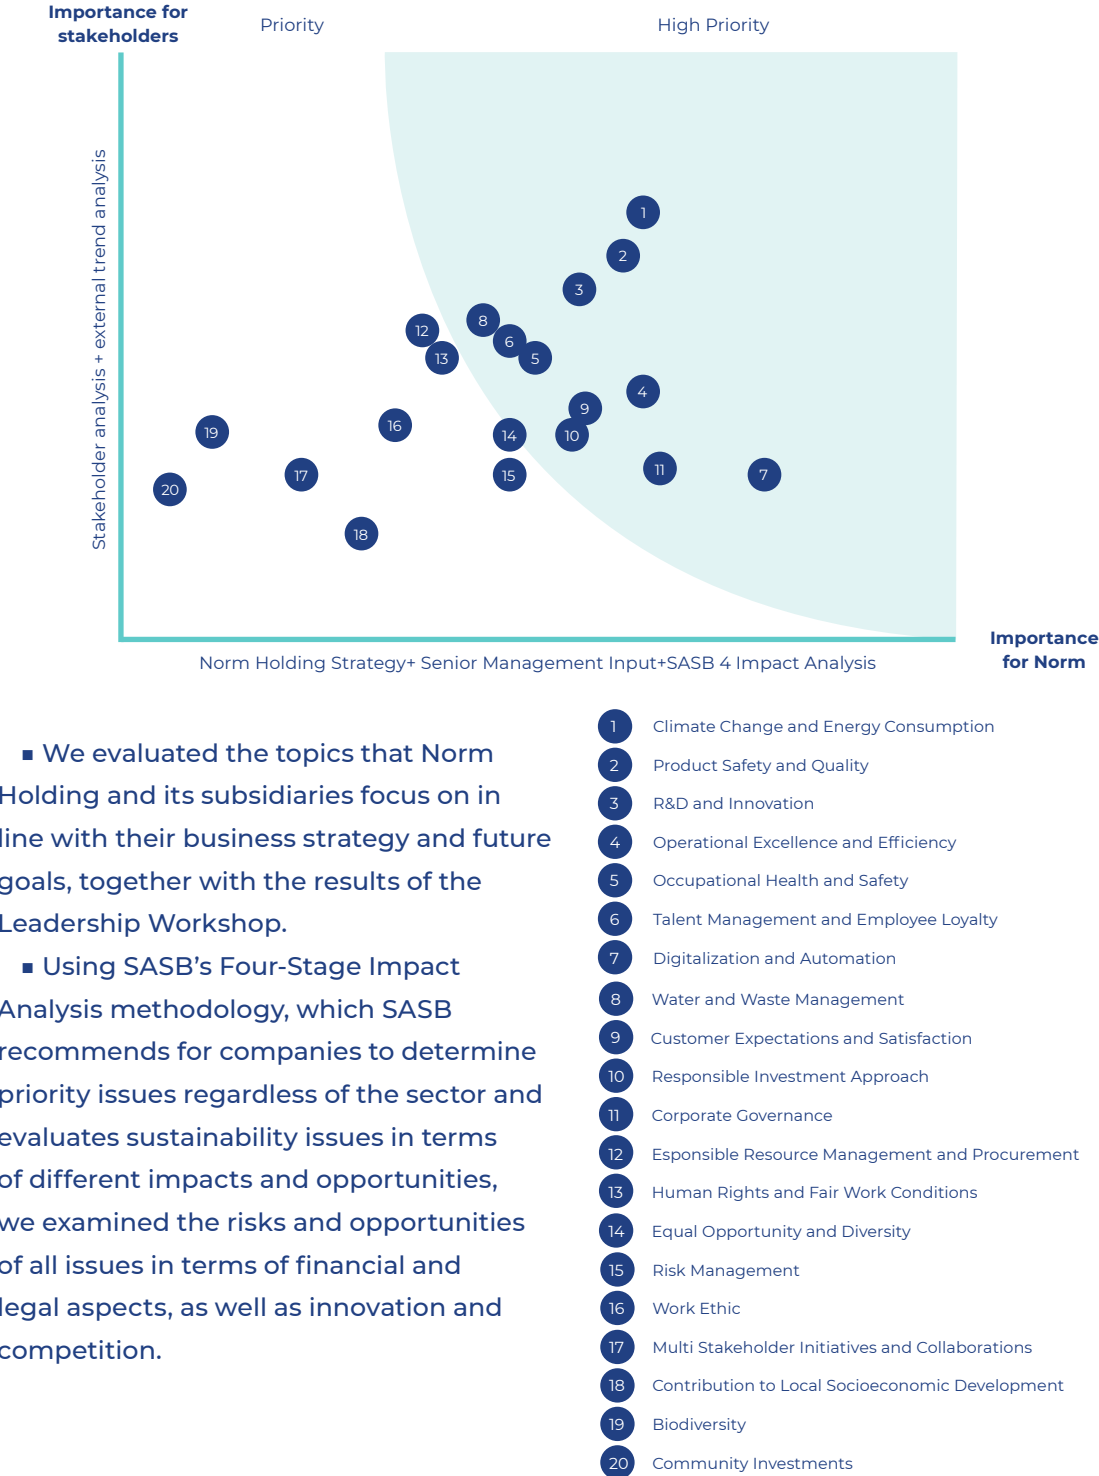 Importance for
stakeholders
Priority
High Priority
Stakeholder analysis + external trend analysis
1
2
3
8
12
6
13
5
4
9
16
19
14
10
11
17
15
7
20
18
Importance
for Norm
Norm Holding Strategy+ Senior Management Input+SASB 4 Impact Analysis
▪ We evaluated the topics that Norm
Holding and its subsidiaries focus on in
line with their business strategy and future
goals, together with the results of the
Leadership Workshop.
▪ Using SASB’s Four-Stage Impact
Analysis methodology, which SASB
recommends for companies to determine
priority issues regardless of the sector and
evaluates sustainability issues in terms
of different impacts and opportunities,
we examined the risks and opportunities
of all issues in terms of financial and
legal aspects, as well as innovation and
competition.
1 Climate Change and Energy Consumption
2 Product Safety and Quality
3 R&D and Innovation
4 Operational Excellence and Efficiency
5 Occupational Health and Safety
6 Talent Management and Employee Loyalty
7 Digitalization and Automation
8 Water and Waste Management
9 Customer Expectations and Satisfaction
10 Responsible Investment Approach
11 Corporate Governance
12 Esponsible Resource Management and Procurement
13 Human Rights and Fair Work Conditions
14 Equal Opportunity and Diversity
15 Risk Management
16 Work Ethic
17 Multi Stakeholder Initiatives and Collaborations
18 Contribution to Local Socioeconomic Development
19 Biodiversity
20 Community Investments